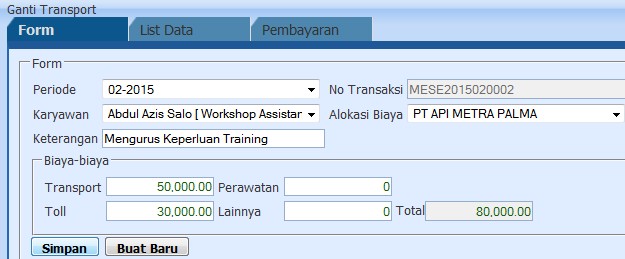 Ganti Transport
Form List Data Pembayaran
Form
Periode 02-2015 No Transaksi MESE2015020002
Karyawan Abdul Azis Salo [ Workshop Assistar Alokasi Biaya PT API METRA PALMA
Keterangan Mengurus Keperluan Training
Biaya-biaya
Transport 50,000.00 Perawatan 0
Toll 30,000.00 Lainnya 0 Total 80,000.00
Simpan Buat Baru